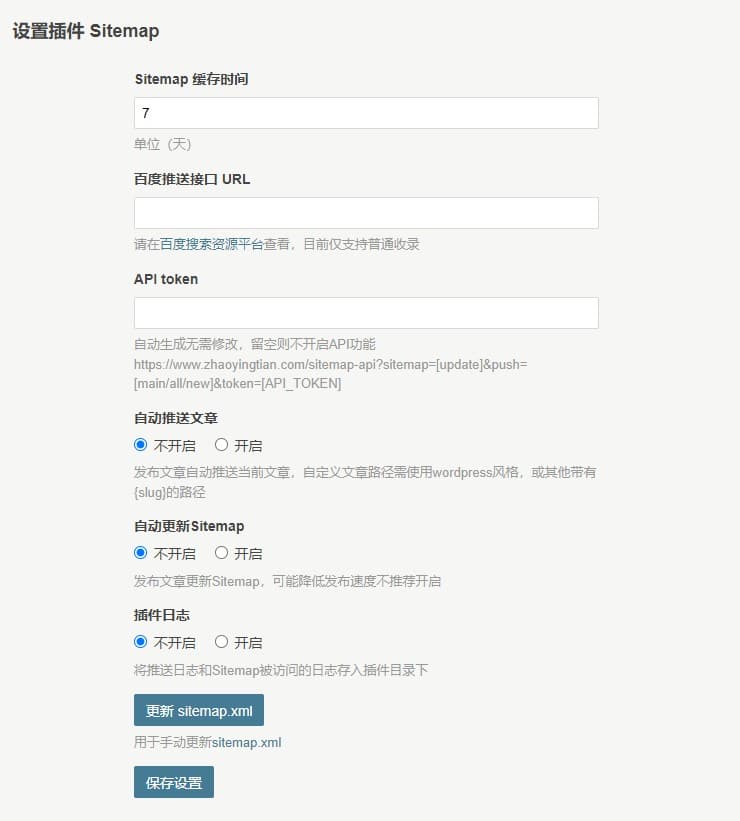 设置插件 Sitemap
Sitemap 缓存时间
7
单位（天）
百度推送接口 URL
请在百度搜索资源平台查看，目前仅支持普通收录
API token
自动生成无需修改，留空则不开启API功能
https://www.zhaoyingtian.com/sitemap-api?sitemap=[update]&push=
[main/all/new]&token=[API_TOKEN]
自动推送文章
不开启 开启
发布文章自动推送当前文章，自定义文章路径需使用wordpress风格，或其他带有
{slug}的路径
自动更新Sitemap
不开启 开启
发布文章更新Sitemap，可能降低发布速度不推荐开启
插件日志
不开启 开启
将推送日志和Sitemap被访问的日志存入插件目录下
更新 sitemap.xml
用于手动更新sitemap.xml
保存设置